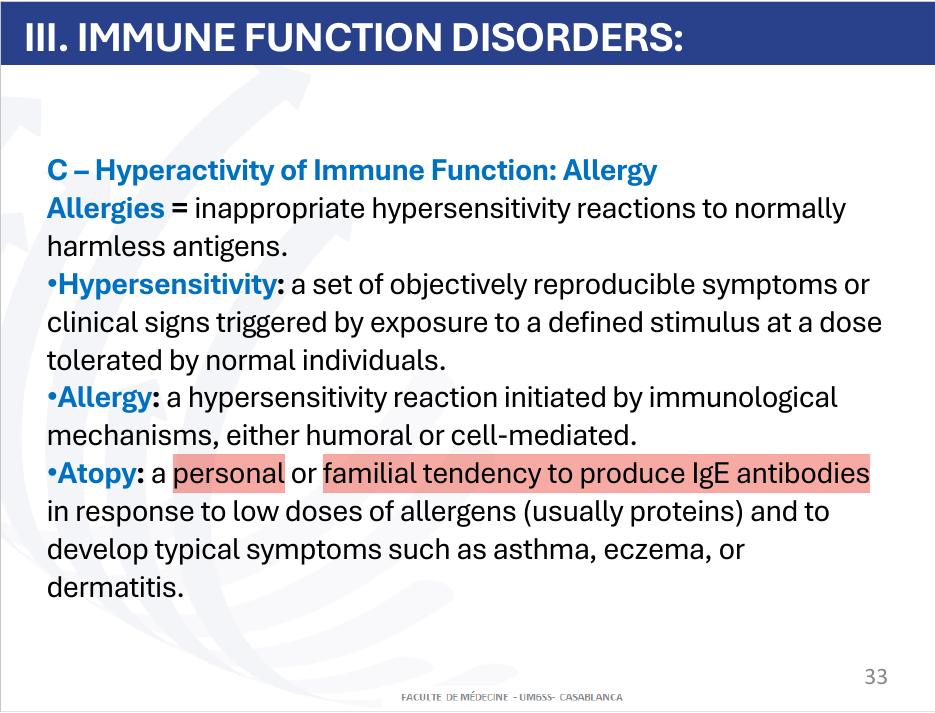 III. IMMUNE FUNCTION DISORDERS:
C – Hyperactivity of Immune Function: Allergy
Allergies = inappropriate hypersensitivity reactions to normally
harmless antigens.
•Hypersensitivity: a set of objectively reproducible symptoms or
clinical signs triggered by exposure to a defined stimulus at a dose
tolerated by normal individuals.
•Allergy: a hypersensitivity reaction initiated by immunological
mechanisms, either humoral or cell-mediated.
•Atopy: a personal or familial tendency to produce IgE antibodies
in response to low doses of allergens (usually proteins) and to
develop typical symptoms such as asthma, eczema, or
dermatitis.
33
FACULTE DE MÉDECINE - UM6SS- CASABLANCA